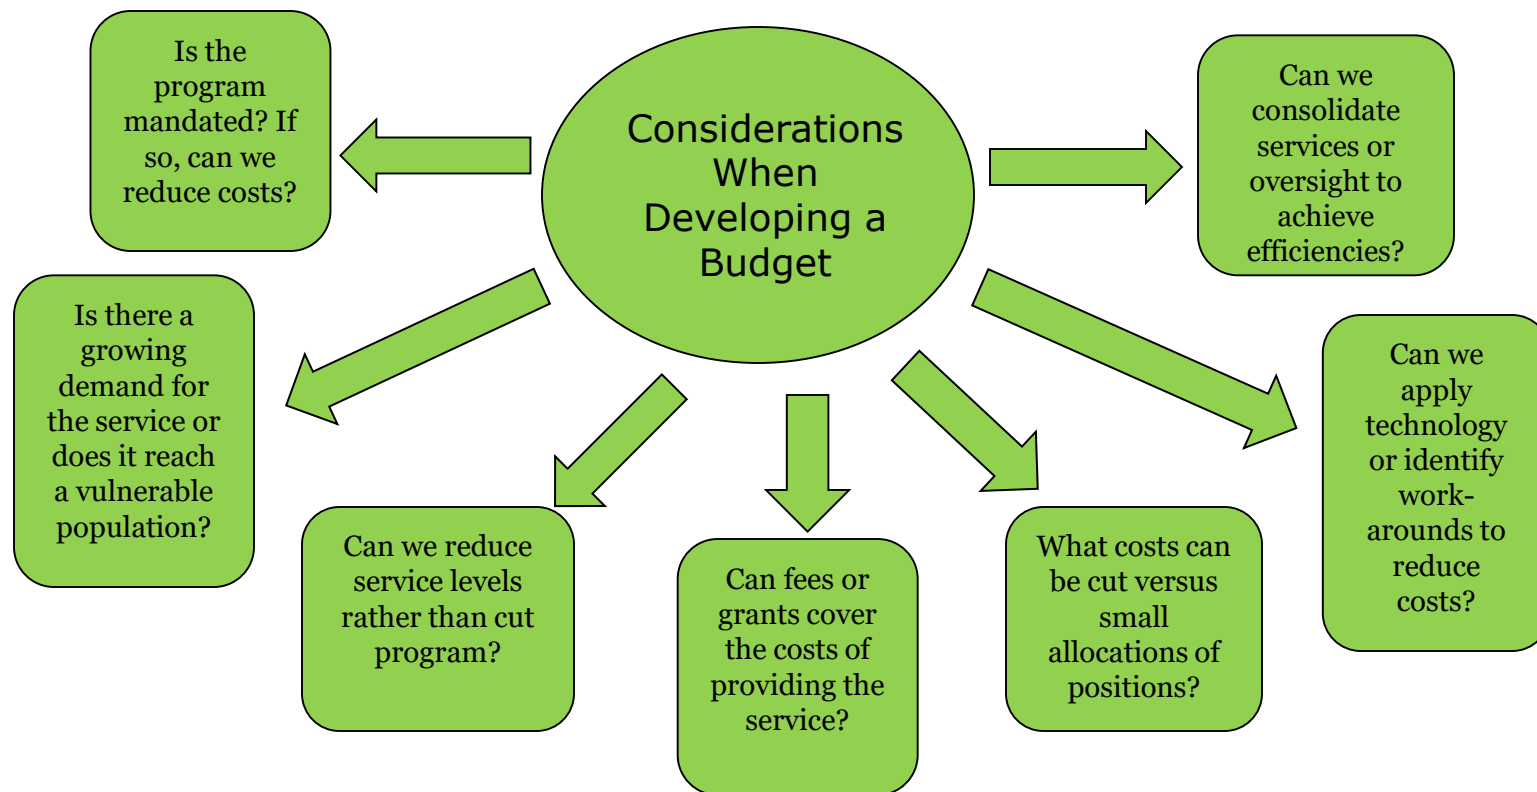 Considerations
When
Developing a
Budget
Is the
program
mandated? If
so, can we
reduce costs?
Is there a
growing
demand for
the service or
does it reach
a vulnerable
population?
Can we reduce
service levels
rather than cut
program?
Can fees or
grants cover
the costs of
providing the
service?
What costs can
be cut versus
small
allocations of
positions?
Can we
apply
technology
or identify
work-
arounds to
reduce
costs?
Can we
consolidate
services or
oversight to
achieve
efficiencies?